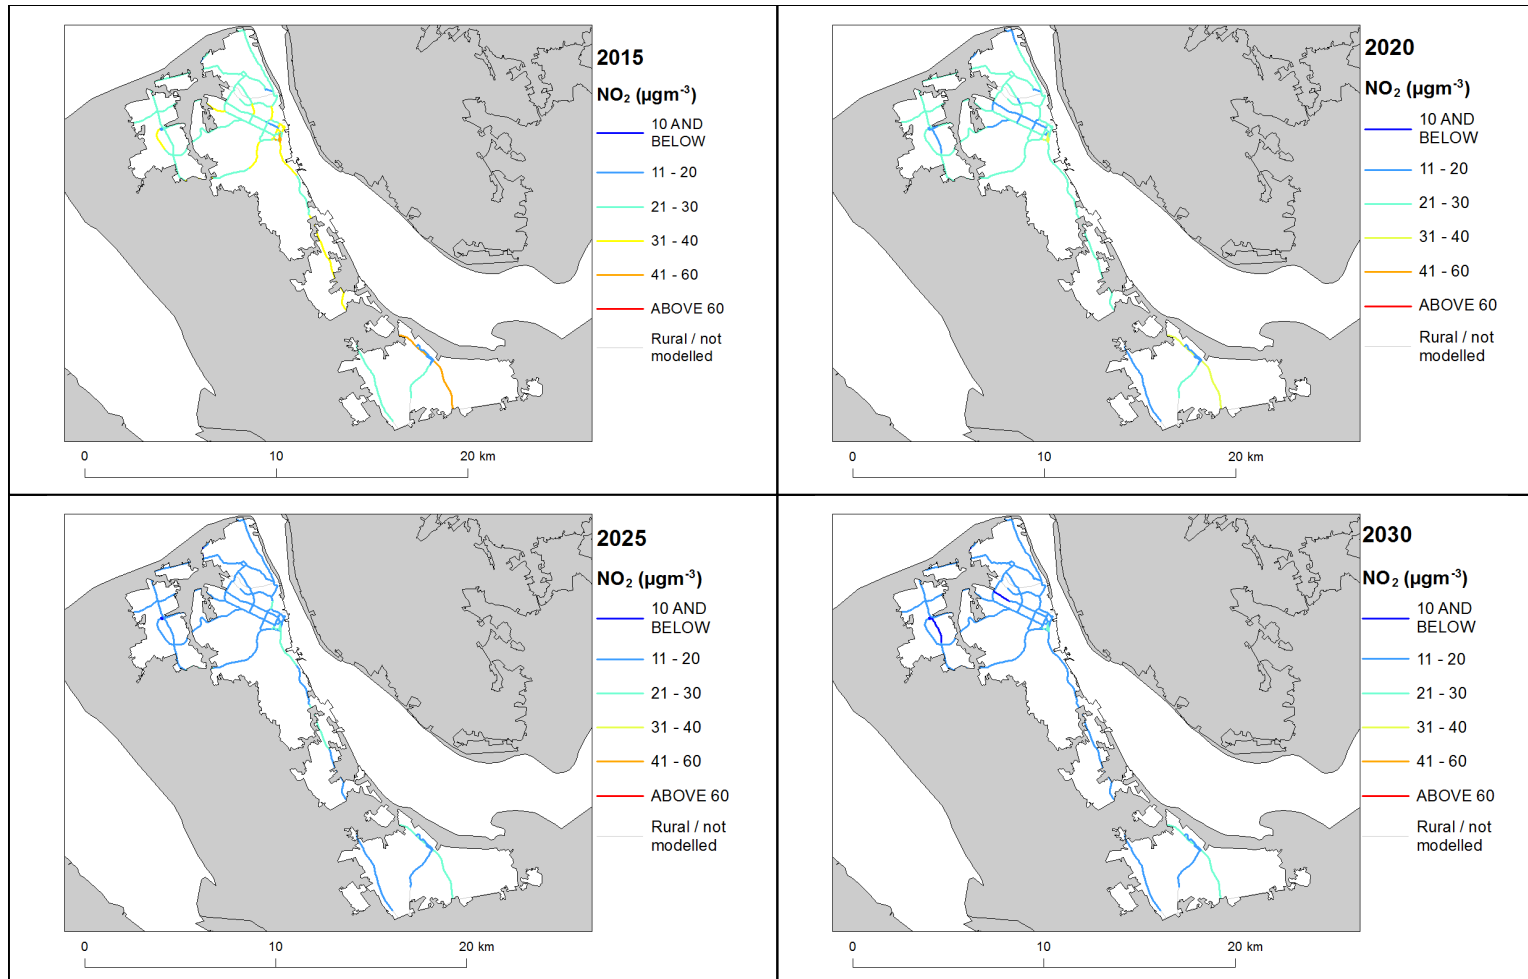 2015
NO₂ (µgm⁻³)
10 AND
BELOW
11 - 20
21 - 30
31 - 40
41 - 60
ABOVE 60
Rural / not
modelled
0
10
20 km
2020
NO₂ (µgm⁻³)
10 AND
BELOW
11 - 20
21 - 30
31 - 40
41 - 60
ABOVE 60
Rural / not
modelled
0
10
20 km
2025
NO₂ (µgm⁻³)
10 AND
BELOW
11 - 20
21 - 30
31 - 40
41 - 60
ABOVE 60
Rural / not
modelled
0
10
20 km
2030
NO₂ (µgm⁻³)
10 AND
BELOW
11 - 20
21 - 30
31 - 40
41 - 60
ABOVE 60
Rural / not
modelled
0
10
20 km